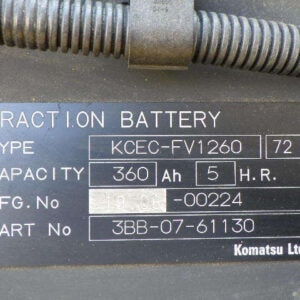 RACTION BATTERY
YPE KCEC-FV1260 72
APACITY 360 Ah 5 H.R.
FG.No -00224
ART No 3BB-07-61130
Komatsu Lt